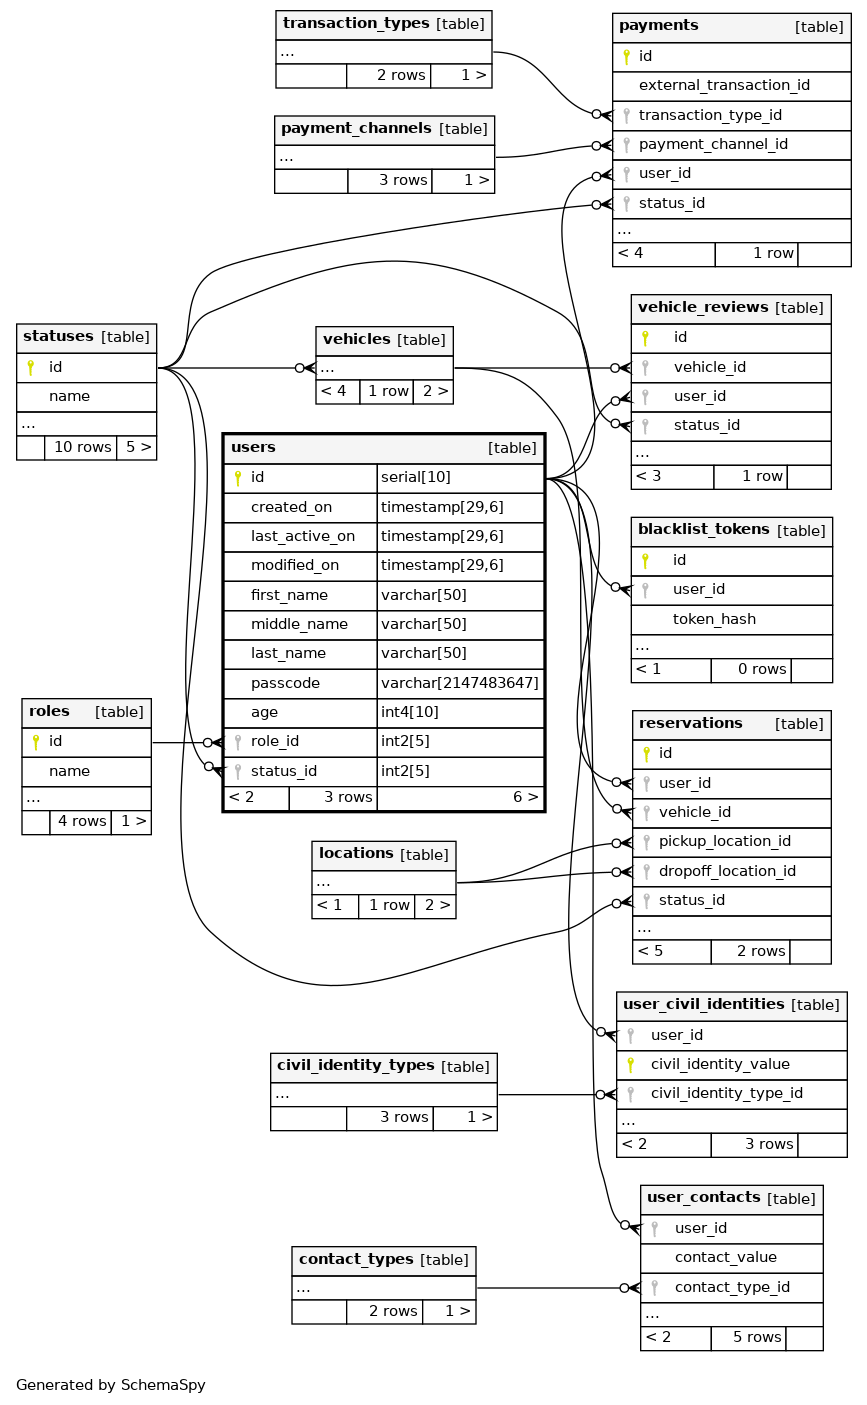 transaction_types [table]
...
2 rows 1 >
payment_channels [table]
...
3 rows 1 >
payments [table]
id
external_transaction_id
transaction_type_id
payment_channel_id
user_id
status_id
...
< 4 1 row
statuses [table]
id
name
...
10 rows 5 >
vehicles [table]
...
< 4 1 row 2 >
vehicle_reviews [table]
id
vehicle_id
user_id
status_id
...
< 3 1 row
users [table]
id serial[10]
created_on timestamp[29,6]
last_active_on timestamp[29,6]
modified_on timestamp[29,6]
first_name varchar[50]
middle_name varchar[50]
last_name varchar[50]
passcode varchar[2147483647]
age int4[10]
role_id int2[5]
status_id int2[5]
< 2 3 rows 6 >
blacklist_tokens [table]
id
user_id
token_hash
...
< 1 0 rows
roles [table]
id
name
...
4 rows 1 >
reservations [table]
id
user_id
vehicle_id
pickup_location_id
dropoff_location_id
status_id
...
< 5 2 rows
locations [table]
...
< 1 1 row 2 >
user_civil_identities [table]
user_id
civil_identity_value
civil_identity_type_id
...
< 2 3 rows
civil_identity_types [table]
...
3 rows 1 >
user_contacts [table]
user_id
contact_value
contact_type_id
...
< 2 5 rows
contact_types [table]
...
2 rows 1 >
Generated by SchemaSpy